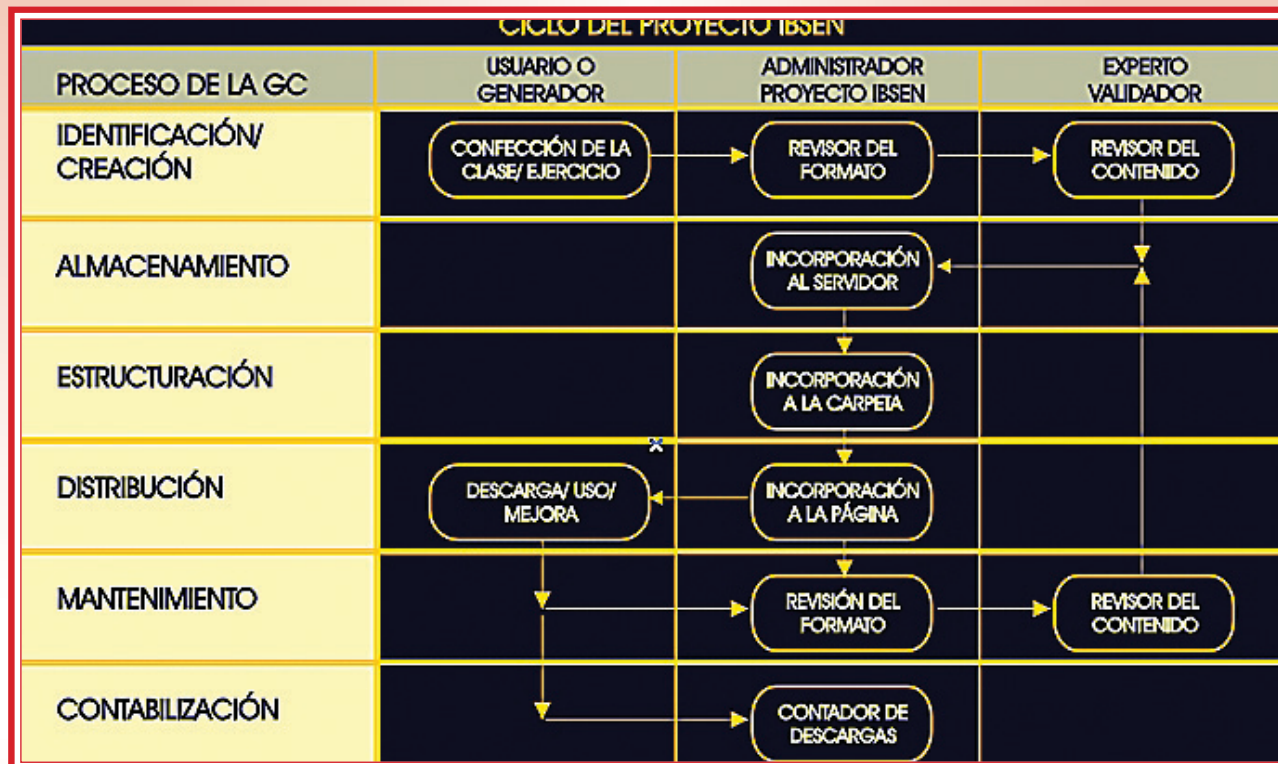 CICLO DEL PROYECTO IBSEN
PROCESO DE LA GC
USUARIO O
GENERADOR
ADMINISTRADOR
PROYECTO IBSEN
EXPERTO
VALIDADOR
IDENTIFICACIÓN/
CREACIÓN
CONFECCIÓN DE LA
CLASE/ EJERCICIO
REVISOR DEL
FORMATO
REVISOR DEL
CONTENIDO
ALMACENAMIENTO
INCORPORACIÓN
AL SERVIDOR
ESTRUCTURACIÓN
INCORPORACIÓN
A LA CARPETA
DISTRIBUCIÓN
DESCARGA/ USO/
MEJORA
INCORPORACIÓN
A LA PÁGINA
MANTENIMIENTO
REVISIÓN DEL
FORMATO
REVISOR DEL
CONTENIDO
CONTABILIZACIÓN
CONTADOR DE
DESCARGAS